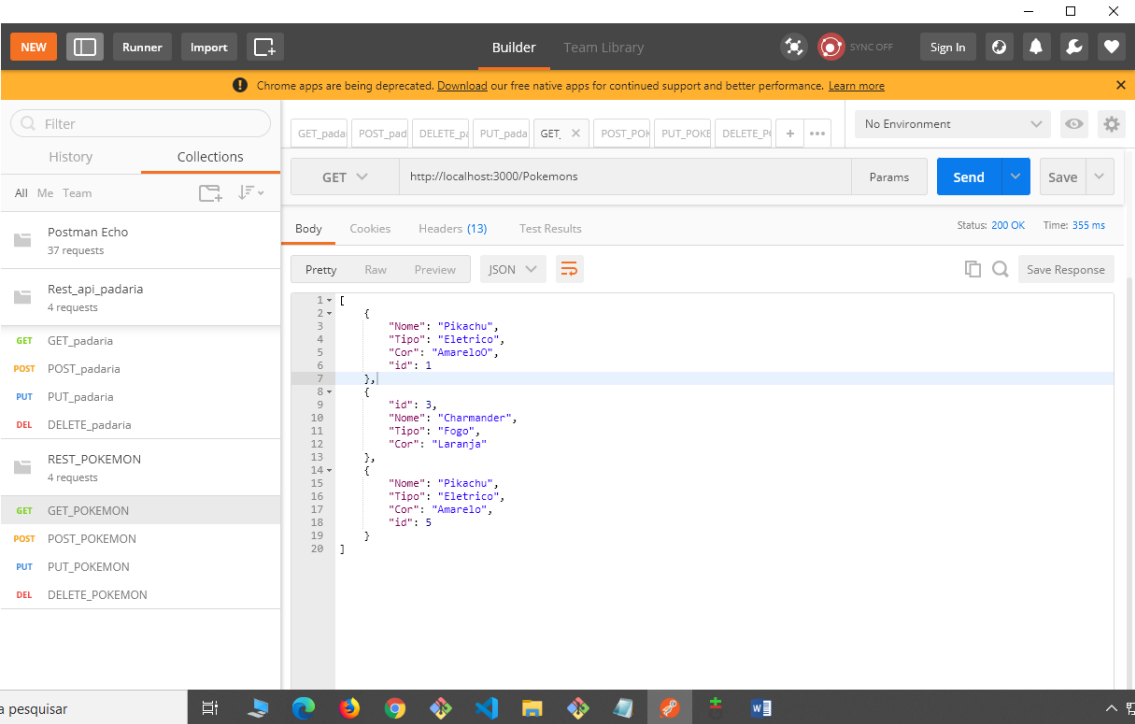 NEW Runner Import Builder Team Library SYNC OFF Sign In
Chrome apps are being deprecated. Download our free native apps for continued support and better performance. Learn more
Filter
History Collections
All Me Team
Postman Echo
37 requests
Rest_api_padaria
4 requests
GET GET_padaria
POST POST_padaria
PUT PUT_padaria
DEL DELETE_padaria
REST_POKEMON
4 requests
GET GET_POKEMON
POST POST_POKEMON
PUT PUT_POKEMON
DEL DELETE_POKEMON
GET_pada POST_pad DELETE_pa PUT_pada GET_ POST_POK PUT_POKE DELETE_PO No Environment
GET http://localhost:3000/Pokemons Params Send Save
Body Cookies Headers (13) Test Results Status: 200 OK Time: 355 ms
Pretty Raw Preview JSON Save Response
1 [
2 {
3 "Nome": "Pikachu",
4 "Tipo": "Eletrico",
5 "Cor": "AmareloO",
6 "id": 1
7 },
8 {
9 "id": 3,
10 "Nome": "Charmander",
11 "Tipo": "Fogo",
12 "Cor": "Laranja"
13 },
14 {
15 "Nome": "Pikachu",
16 "Tipo": "Eletrico",
17 "Cor": "Amarelo",
18 "id": 5
19 }
20 ]
a pesquisar